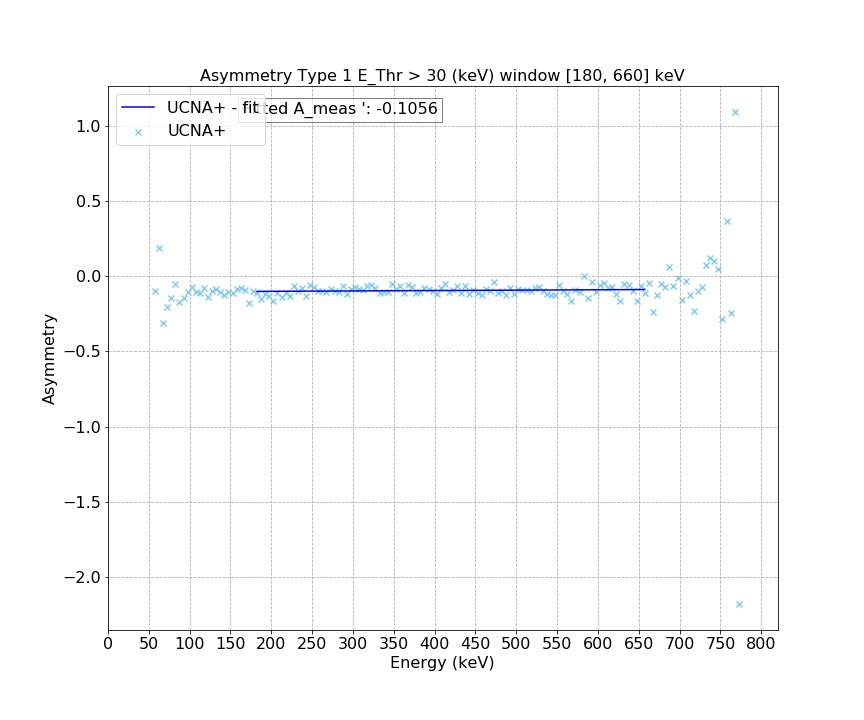 Asymmetry Type 1 E_Thr > 30 (keV) window [180, 660] keV
UCNA+ - fit
tted A_meas ': -0.1056
UCNA+
1.0
0.5
0.0
−0.5
−1.0
−1.5
−2.0
Asymmetry
0 50 100 150 200 250 300 350 400 450 500 550 600 650 700 750 800
Energy (keV)